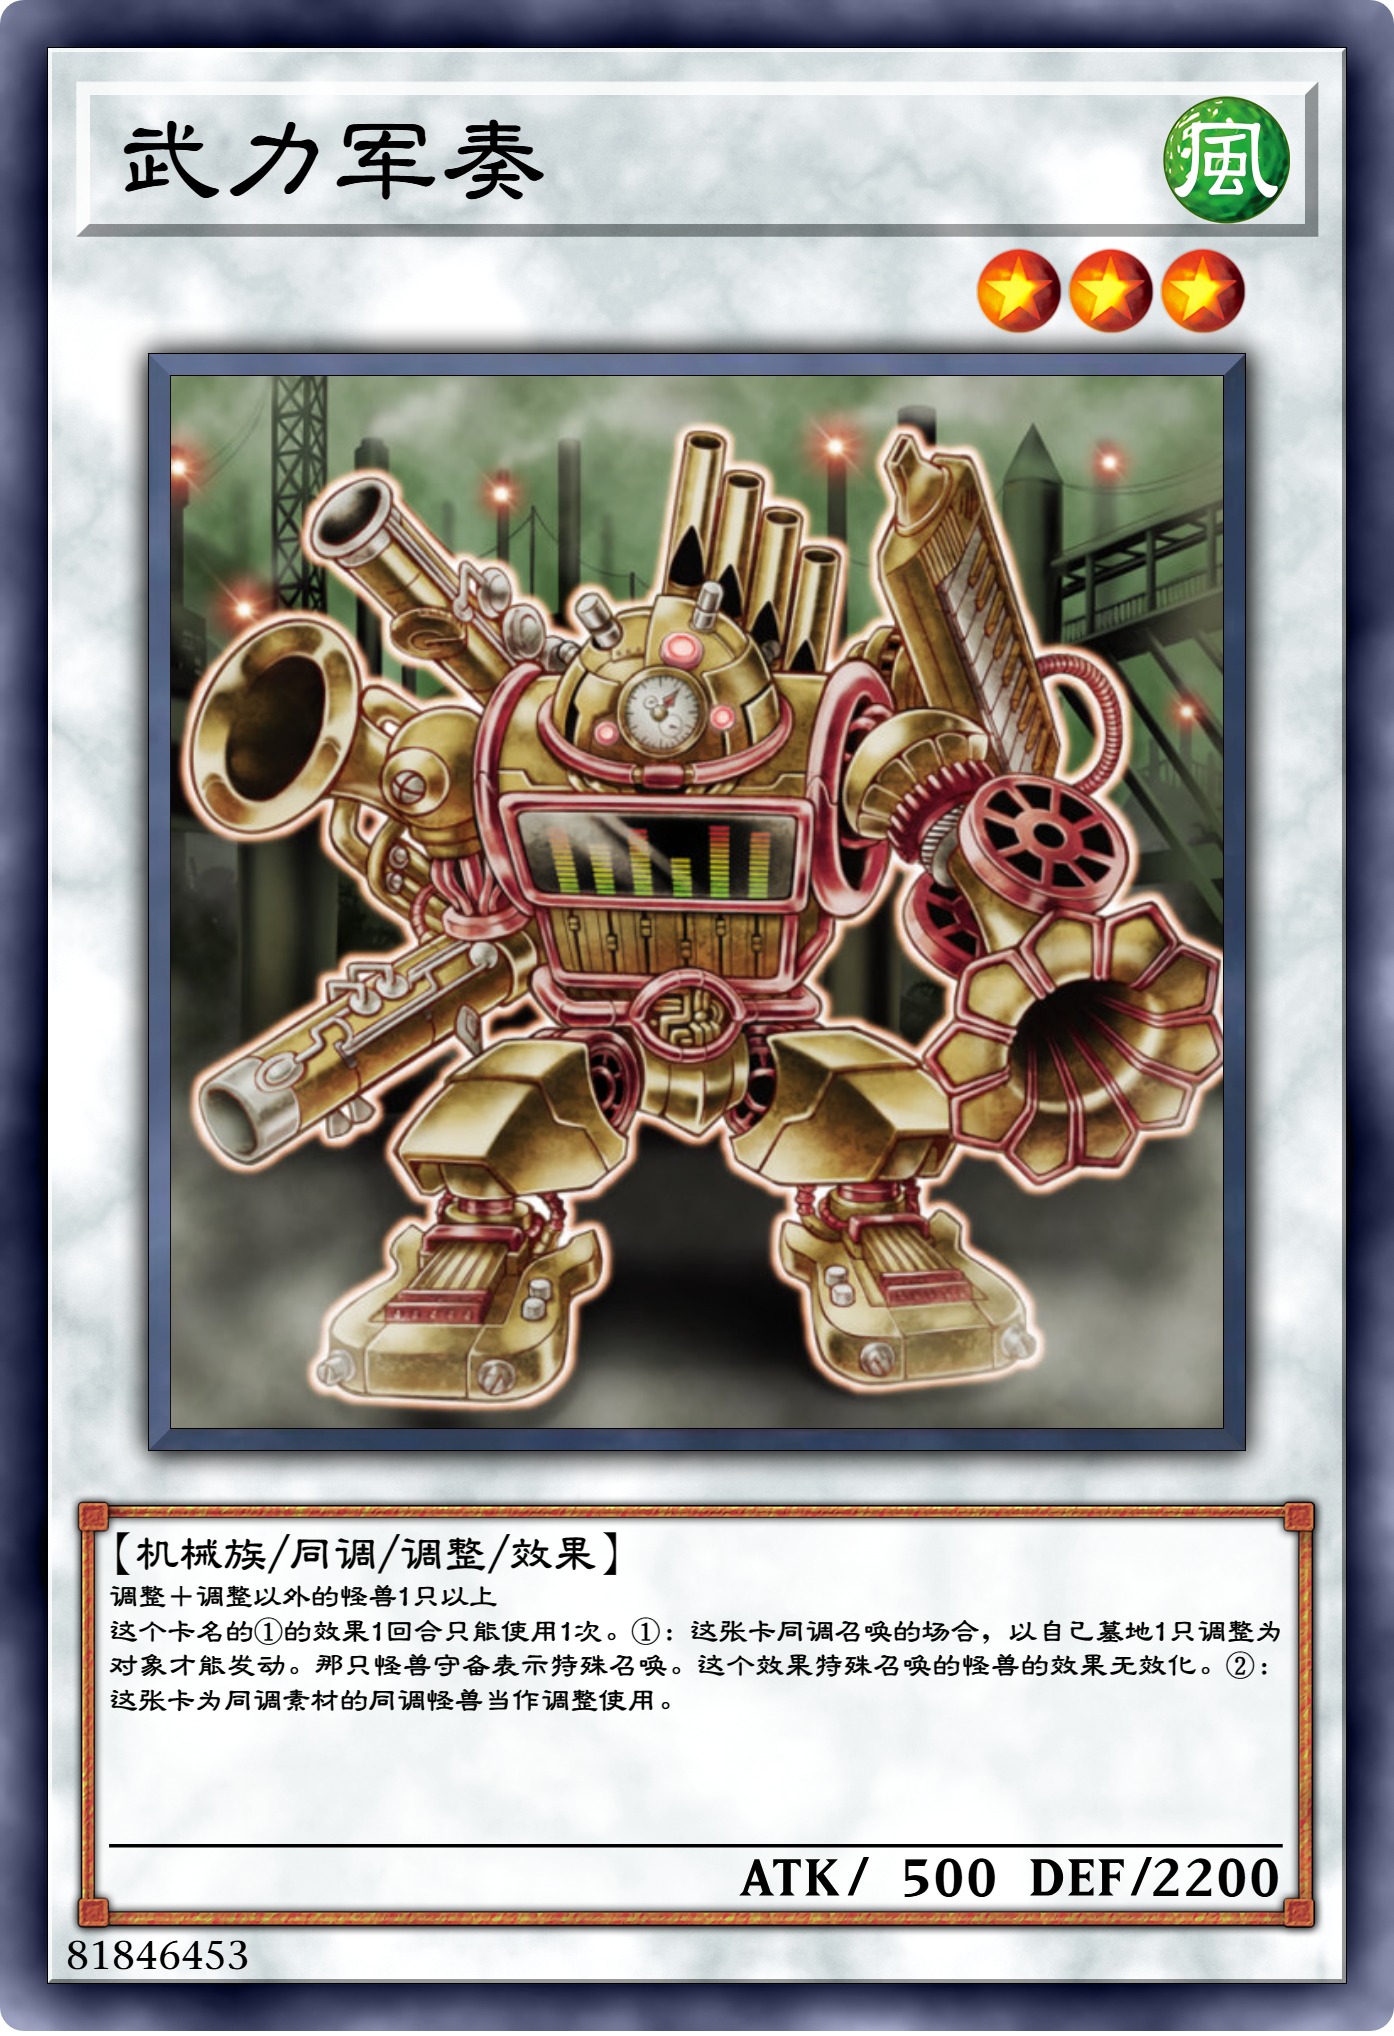 武力军奏
風
【机械族/同调/调整/效果】
调整＋调整以外的怪兽1只以上
这个卡名的①的效果1回合只能使用1次。①：这张卡同调召唤的场合，以自己墓地1只调整为
对象才能发动。那只怪兽守备表示特殊召唤。这个效果特殊召唤的怪兽的效果无效化。②：
这张卡为同调素材的同调怪兽当作调整使用。
ATK/ 500 DEF/2200
81846453